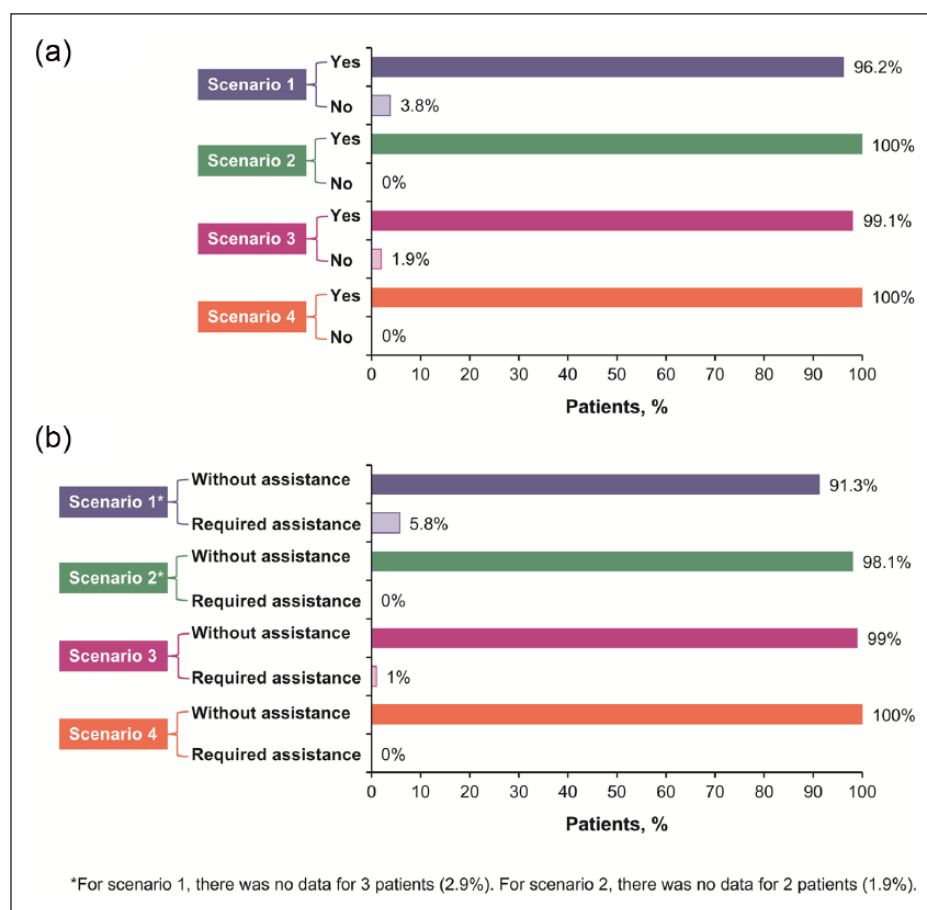 (a)
Yes
Scenario 1
96.2%
No
3.8%
Yes
Scenario 2
100%
No
0%
Yes
Scenario 3
99.1%
No
1.9%
Yes
Scenario 4
100%
No
0%
0 10 20 30 40 50 60 70 80 90 100
Patients, %
(b)
Without assistance
Scenario 1*
91.3%
Required assistance
5.8%
Without assistance
Scenario 2*
98.1%
Required assistance
0%
Without assistance
Scenario 3
99%
Required assistance
1%
Without assistance
Scenario 4
100%
Required assistance
0%
0 10 20 30 40 50 60 70 80 90 100
Patients, %
*For scenario 1, there was no data for 3 patients (2.9%). For scenario 2, there was no data for 2 patients (1.9%).